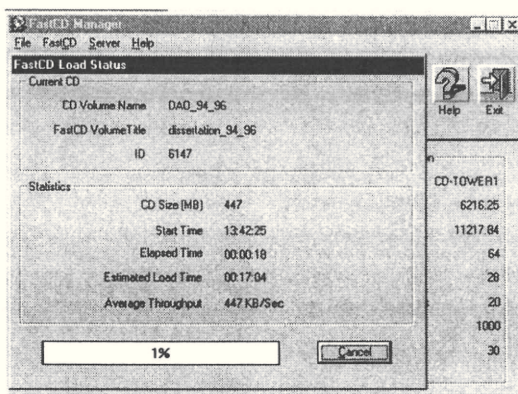 FastCD Manager
File FastCD Server Help
FastCD Load Status
Current CD
CD Volume Name DAO_94_96
FastCD VolumeTitle dissertation_94_96
ID 6147
Statistics
CD Size (MB) 447
Start Time 13:42:25
Elapsed Time 00:00:18
Estimated Load Time 00:17:04
Average Throughput 447 KB/Sec
1%
Cancel
Help Exit
n
CD-TOWER1
6216.25
11217.84
64
28
20
1000
30